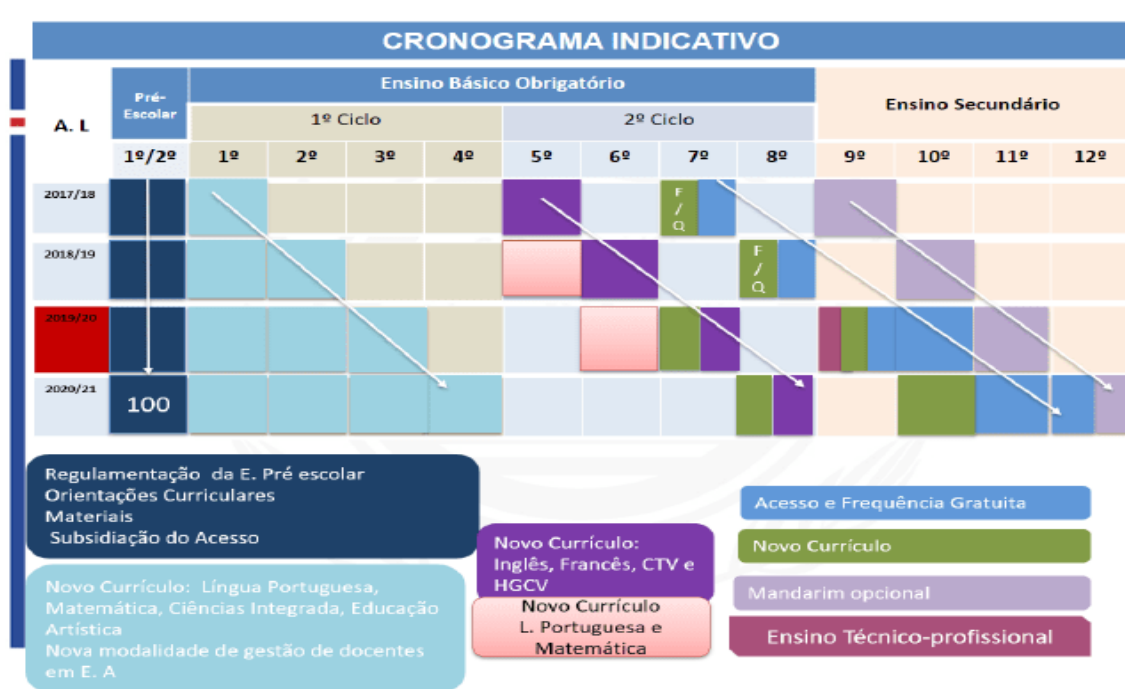 CRONOGRAMA INDICATIVO
A. L
Pré-
Escolar
Ensino Básico Obrigatório
Ensino Secundário
1º Ciclo
2º Ciclo
1º/2º
1º
2º
3º
4º
5º
6º
7º
8º
9º
10º
11º
12º
2017/18
F
/
Q
2018/19
F
/
Q
2019/20
2020/21
100
Regulamentação da E. Pré escolar
Orientações Curriculares
Materiais
Subsidiação do Acesso
Novo Currículo: Língua Portuguesa,
Matemática, Ciências Integrada, Educação
Artística
Nova modalidade de gestão de docentes
em E. A
Novo Currículo:
Inglês, Francês, CTV e
HGCV
Novo Currículo
L. Portuguesa e
Matemática
Acesso e Frequência Gratuita
Novo Currículo
Mandarim opcional
Ensino Técnico-profissional